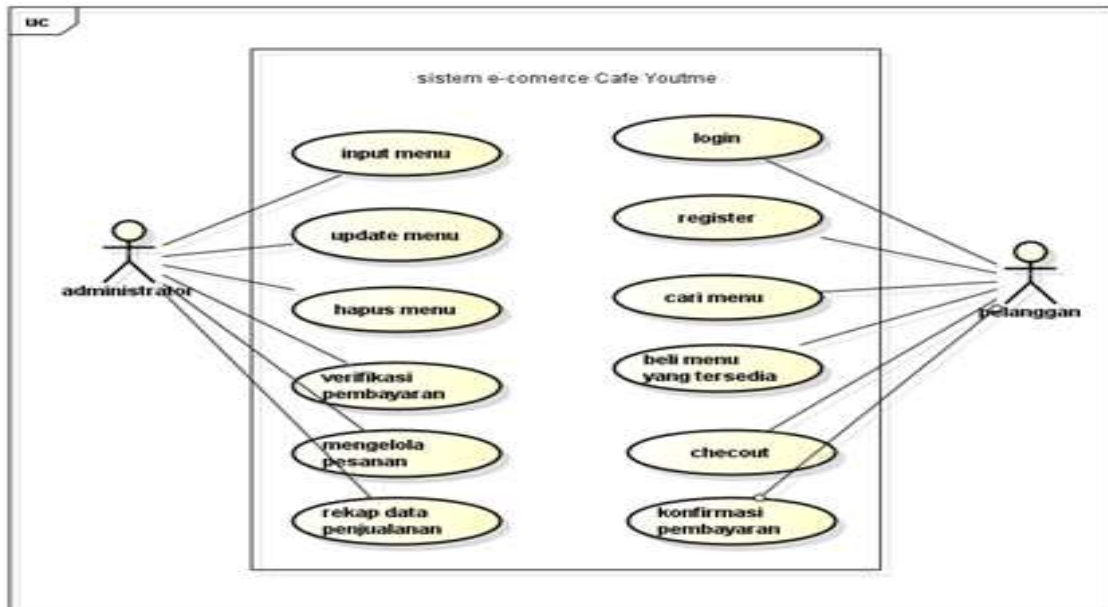 uc
sistem e-comerce Cafe Youtme
input menu
update menu
hapus menu
verifikasi
pembayaran
mengelola
pesanan
rekap data
penjualanan
login
register
cari menu
beli menu
yang tersedia
checout
konfirmasi
pembayaran
administrator
pelanggan